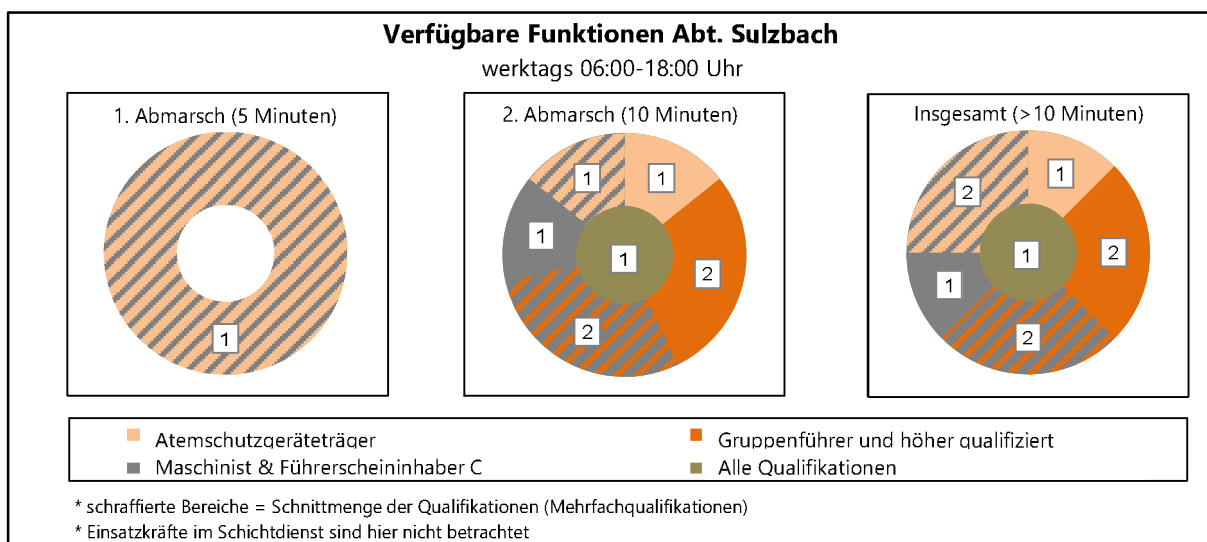 Verfügbare Funktionen Abt. Sulzbach
werktags 06:00-18:00 Uhr
1. Abmarsch (5 Minuten)
1
2. Abmarsch (10 Minuten)
1
1
1
1
2
2
Insgesamt (>10 Minuten)
1
2
1
2
1
2
Atemschutzgeräteträger
Gruppenführer und höher qualifiziert
Maschinist & Führerscheininhaber C
Alle Qualifikationen
* schraffierte Bereiche = Schnittmenge der Qualifikationen (Mehrfachqualifikationen)
* Einsatzkräfte im Schichtdienst sind hier nicht betrachtet